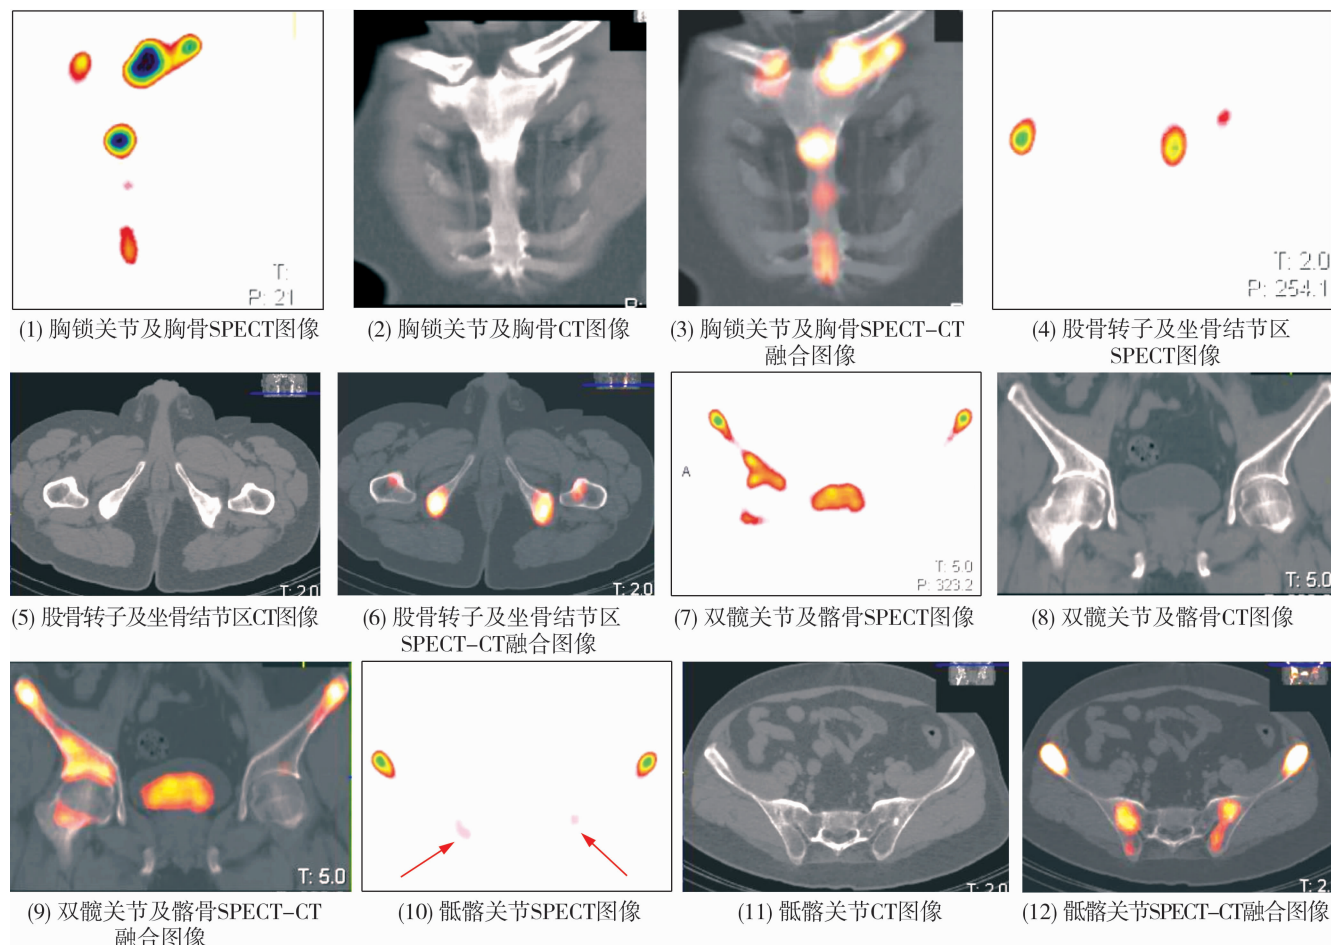 T:
P: 21
(1) 胸锁关节及胸骨SPECT图像
(2) 胸锁关节及胸骨CT图像
(3) 胸锁关节及胸骨SPECT-CT
融合图像
T: 2.0
P: 254.1
(4) 股骨转子及坐骨结节区
SPECT图像
T: 2.0
(5) 股骨转子及坐骨结节区CT图像
T: 2.0
(6) 股骨转子及坐骨结节区
SPECT-CT融合图像
A
T: 5.0
P: 323.2
(7) 双髋关节及髂骨SPECT图像
T: 5.0
(8) 双髋关节及髂骨CT图像
T: 5.0
(9) 双髋关节及髂骨SPECT-CT
融合图像
(10) 骶髂关节SPECT图像
T: 2.0
(11) 骶髂关节CT图像
T: 2.
(12) 骶髂关节SPECT-CT融合图像